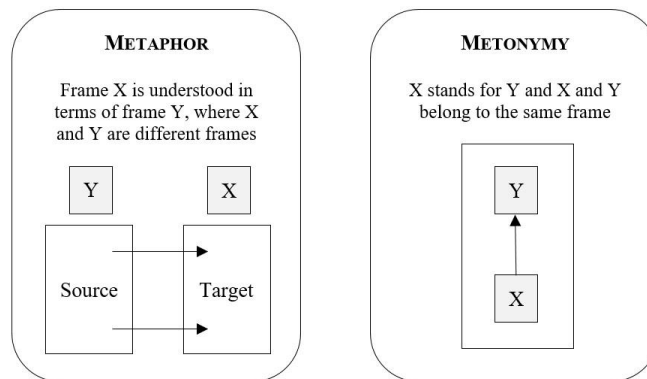 METAPHOR
Frame X is understood in
terms of frame Y, where X
and Y are different frames
Y
X
Source
Target
METONYMY
X stands for Y and X and Y
belong to the same frame
Y
X